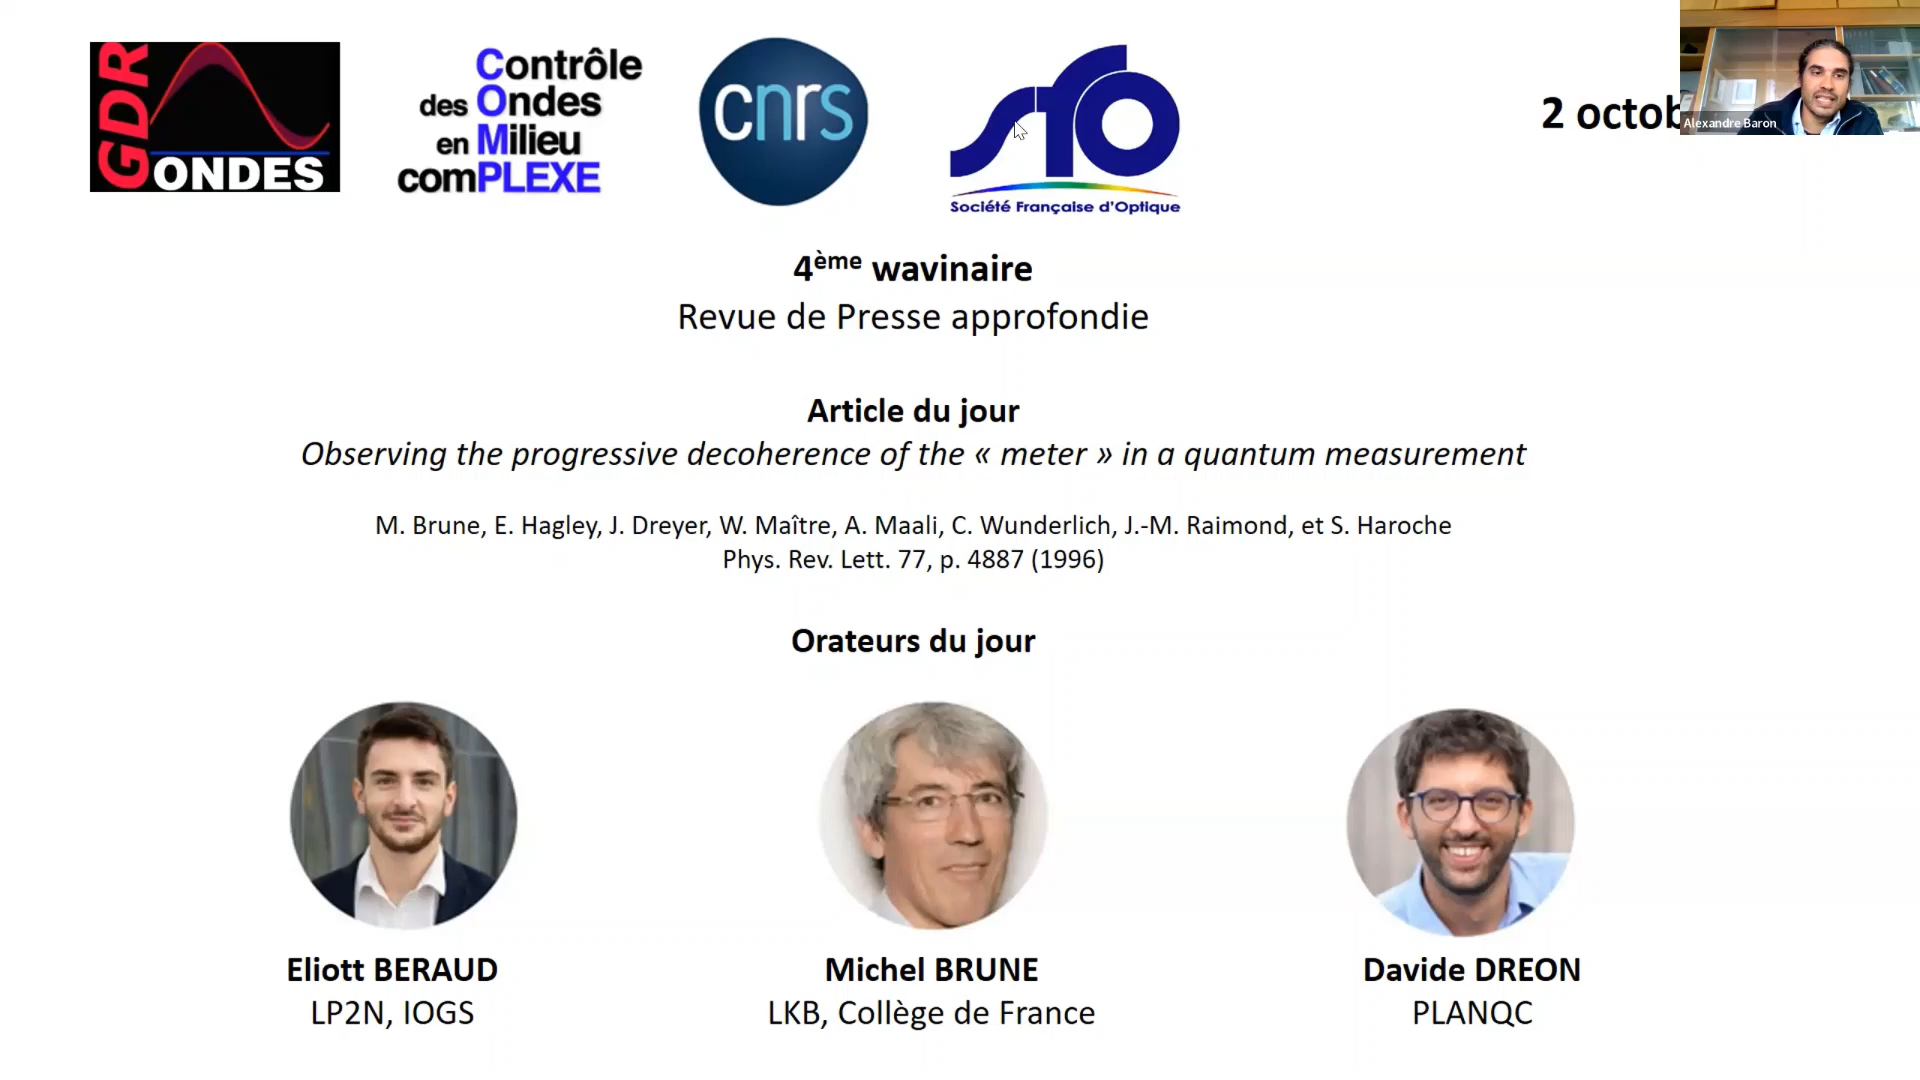 GDR
ONDES
Contrôle
des Ondes
en Milieu
comPLEXE
cnrs
sfo
Société Française d'Optique
2 octob
Alexandre Baron
4ème wavinaire
Revue de Presse approfondie
Article du jour
Observing the progressive decoherence of the « meter » in a quantum measurement
M. Brune, E. Hagley, J. Dreyer, W. Maître, A. Maali, C. Wunderlich, J.-M. Raimond, et S. Haroche
Phys. Rev. Lett. 77, p. 4887 (1996)
Orateurs du jour
Eliott BERAUD
LP2N, IOGS
Michel BRUNE
LKB, Collège de France
Davide DREON
PLANQC